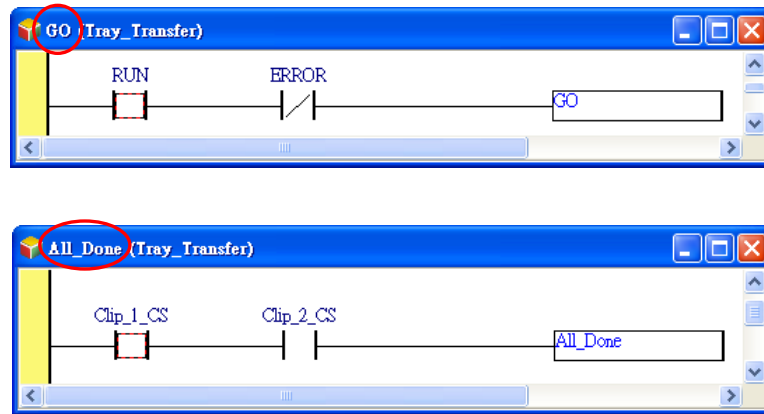 GO (Tray_Transfer)
RUN ERROR
GO
All_Done (Tray_Transfer)
Clip_1_CS Clip_2_CS
All_Done